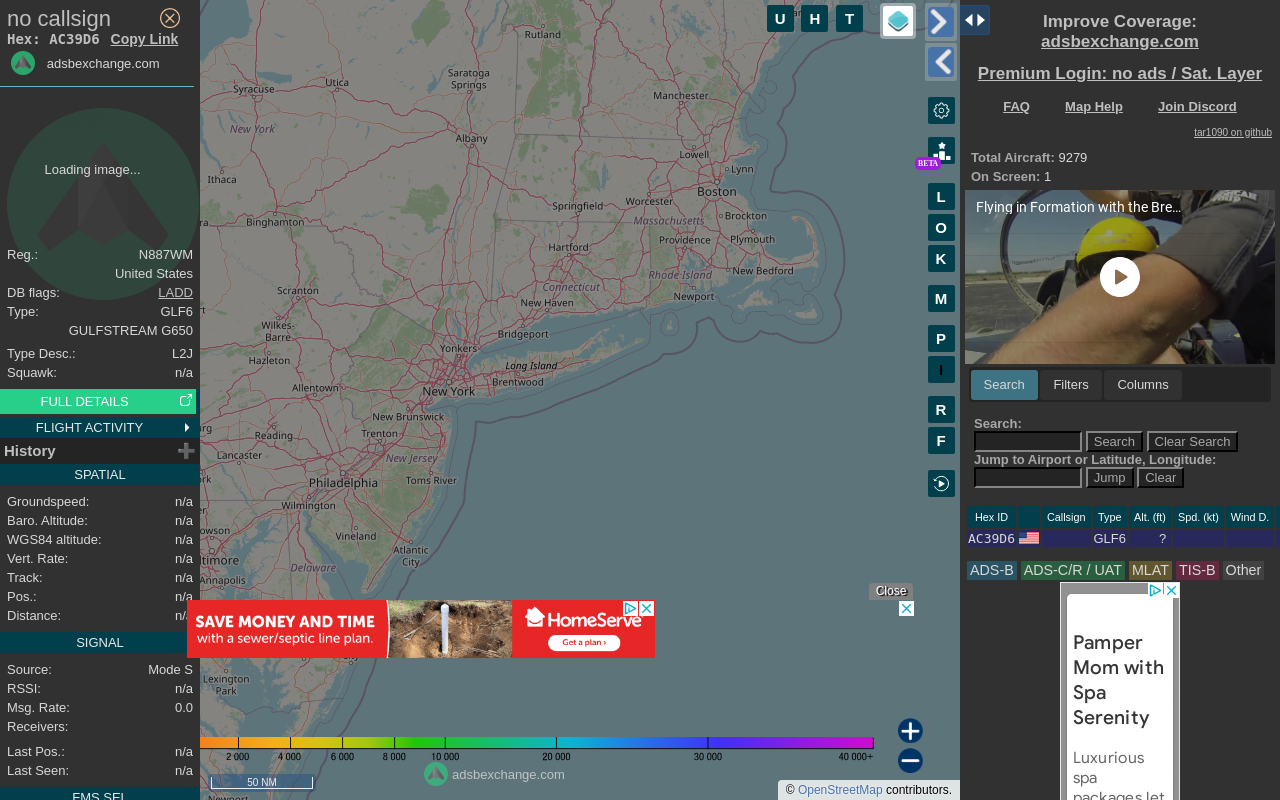 no callsign
Hex: AC39D6 Copy Link
adsbexchange.com
Loading image...
Reg.: N887WM
United States
DB flags: LADD
Type: GLF6
GULFSTREAM G650
Type Desc.: L2J
Squawk: n/a
FULL DETAILS
FLIGHT ACTIVITY
History
SPATIAL
Groundspeed: n/a
Baro. Altitude: n/a
WGS84 altitude: n/a
Vert. Rate: n/a
Track: n/a
Pos.: n/a
Distance: n/a
SIGNAL
Source: Mode S
RSSI: n/a
Msg. Rate: 0.0
Receivers:
Last Pos.: n/a
Last Seen: n/a
FMS SEL
U H T
Rutland
Syracuse
Utica
Saratoga Springs
Manchester
New York
Albany
Lowell
Lynn
Ithaca
Boston
Springfield
Worcester
Massachusetts
Brockton
Binghamton
Hartford
Providence
Plymouth
Rhode Island
New Bedford
Connecticut
Scranton
New Haven
Newport
Wilkes-Barre
Bridgeport
Yonkers
Hazleton
Long Island
Brentwood
Allentown
New York
New Brunswick
Reading
Trenton
Lancaster
New Jersey
Philadelphia
Toms River
Wilmington
Vineland
Atlantic City
Annapolis
Delaware
Lexington Park
BETA
L
O
K
M
P
I
R
F
Close
SAVE MONEY AND TIME
with a sewer/septic line plan.
HomeServe
Get a plan ›
2 000 4 000 6 000 8 000 10 000 20 000 30 000 40 000+
adsbexchange.com
50 NM
© OpenStreetMap contributors.
Improve Coverage:
adsbexchange.com
Premium Login: no ads / Sat. Layer
FAQ Map Help Join Discord
tar1090 on github
Total Aircraft: 9279
On Screen: 1
Flying in Formation with the Bre...
Search Filters Columns
Search:
Search Clear Search
Jump to Airport or Latitude, Longitude:
Jump Clear
Hex ID Callsign Type Alt. (ft) Spd. (kt) Wind D.
AC39D6 GLF6 ?
ADS-B ADS-C/R / UAT MLAT TIS-B Other
Pamper
Mom with
Spa
Serenity
Luxurious
spa
packages let